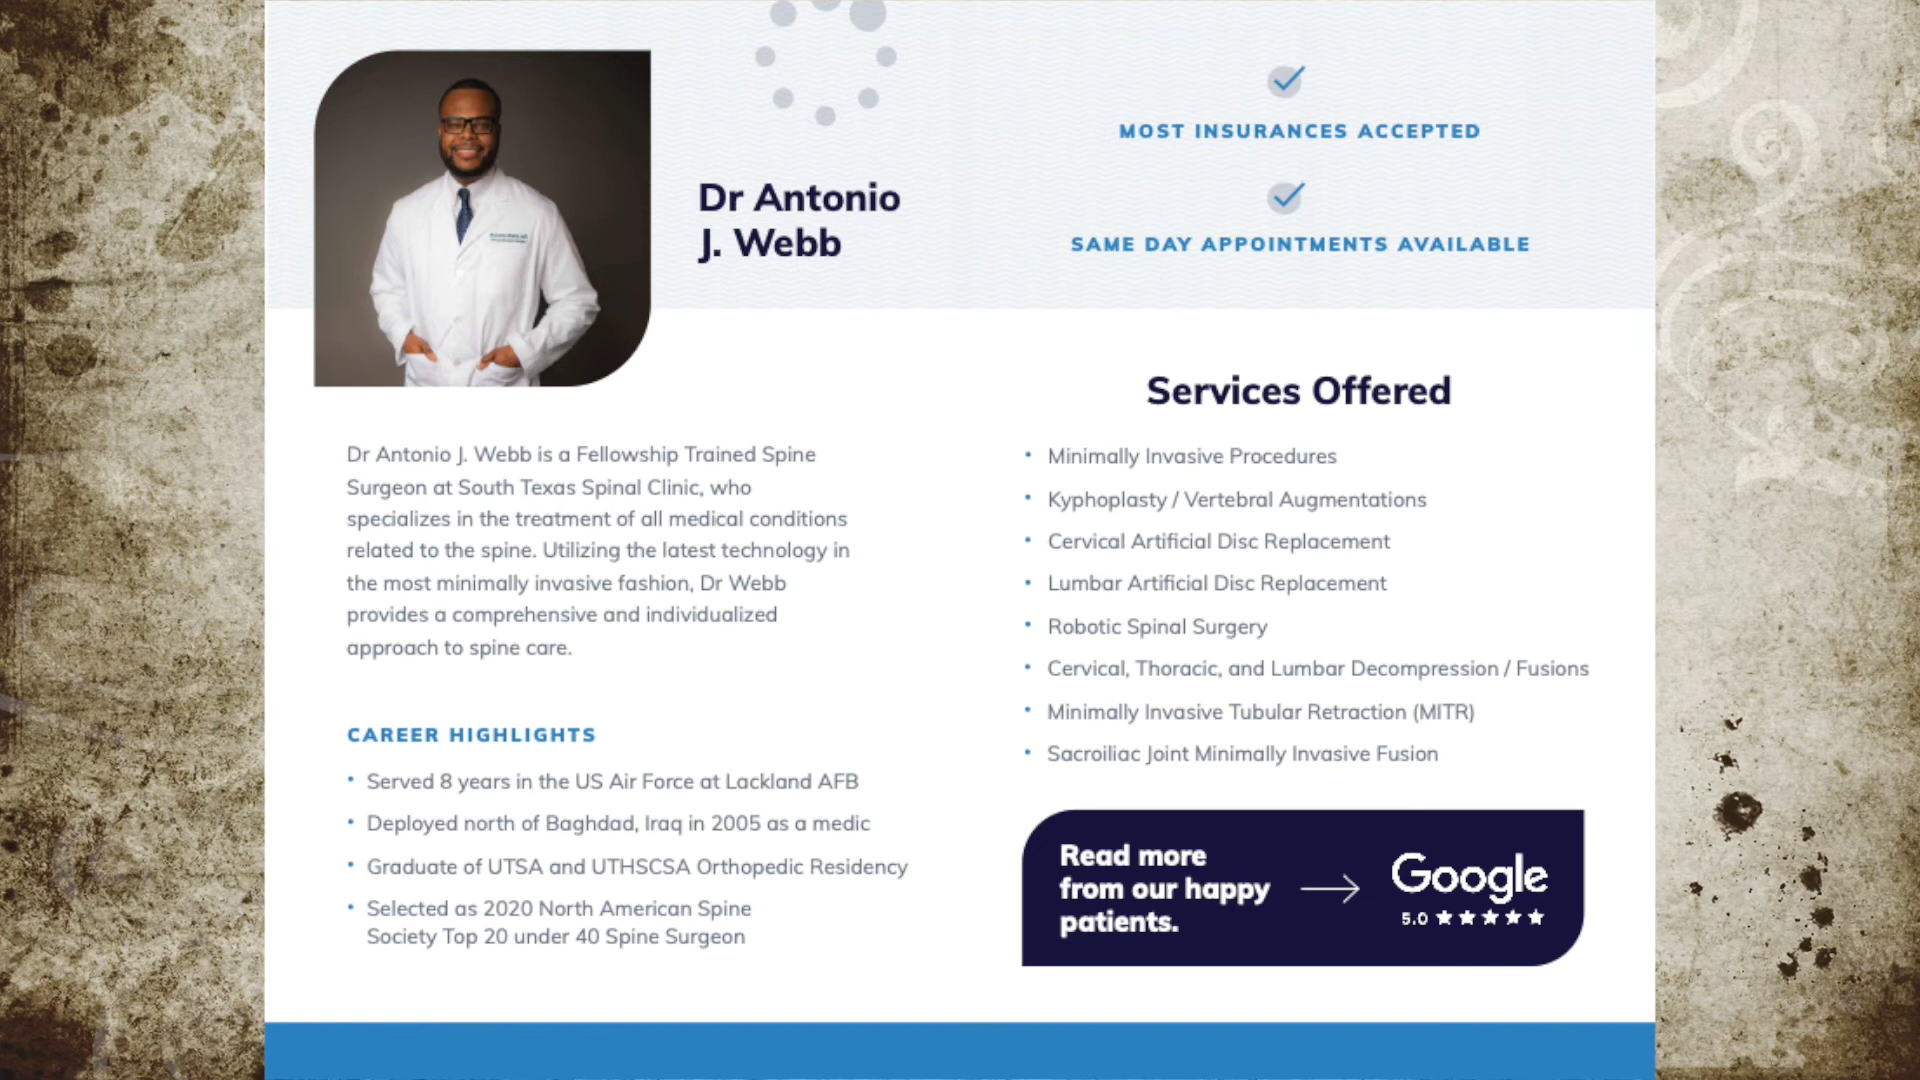 Dr Antonio
J. Webb
MOST INSURANCES ACCEPTED
SAME DAY APPOINTMENTS AVAILABLE
Dr Antonio J. Webb is a Fellowship Trained Spine
Surgeon at South Texas Spinal Clinic, who
specializes in the treatment of all medical conditions
related to the spine. Utilizing the latest technology in
the most minimally invasive fashion, Dr Webb
provides a comprehensive and individualized
approach to spine care.
CAREER HIGHLIGHTS
• Served 8 years in the US Air Force at Lackland AFB
• Deployed north of Baghdad, Iraq in 2005 as a medic
• Graduate of UTSA and UTHSCSA Orthopedic Residency
• Selected as 2020 North American Spine
Society Top 20 under 40 Spine Surgeon
Services Offered
• Minimally Invasive Procedures
• Kyphoplasty / Vertebral Augmentations
• Cervical Artificial Disc Replacement
• Lumbar Artificial Disc Replacement
• Robotic Spinal Surgery
• Cervical, Thoracic, and Lumbar Decompression / Fusions
• Minimally Invasive Tubular Retraction (MITR)
• Sacroiliac Joint Minimally Invasive Fusion
Read more
from our happy
patients.
Google
5.0